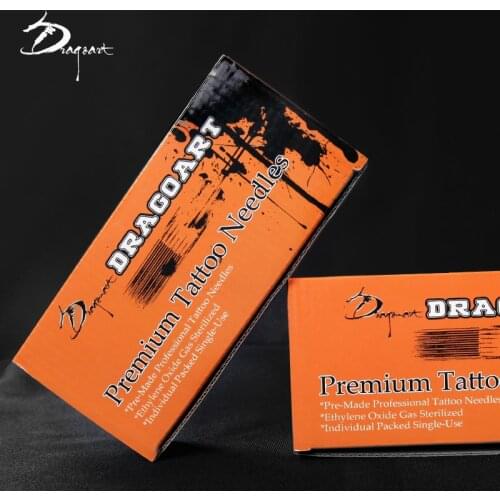 Dragoart
Dragoart
DRAGOART
Premium Tattoo Needles
*Pre-Made Professional Tattoo Needles
*Ethylene Oxide Gas Sterilized
*Individual Packed Single-Use
Dragoart DRAG
Premium Tatto
*Pre-Made Professional Tattoo Needles
*Ethylene Oxide Gas Sterilized
*Individual Packed Single-Use